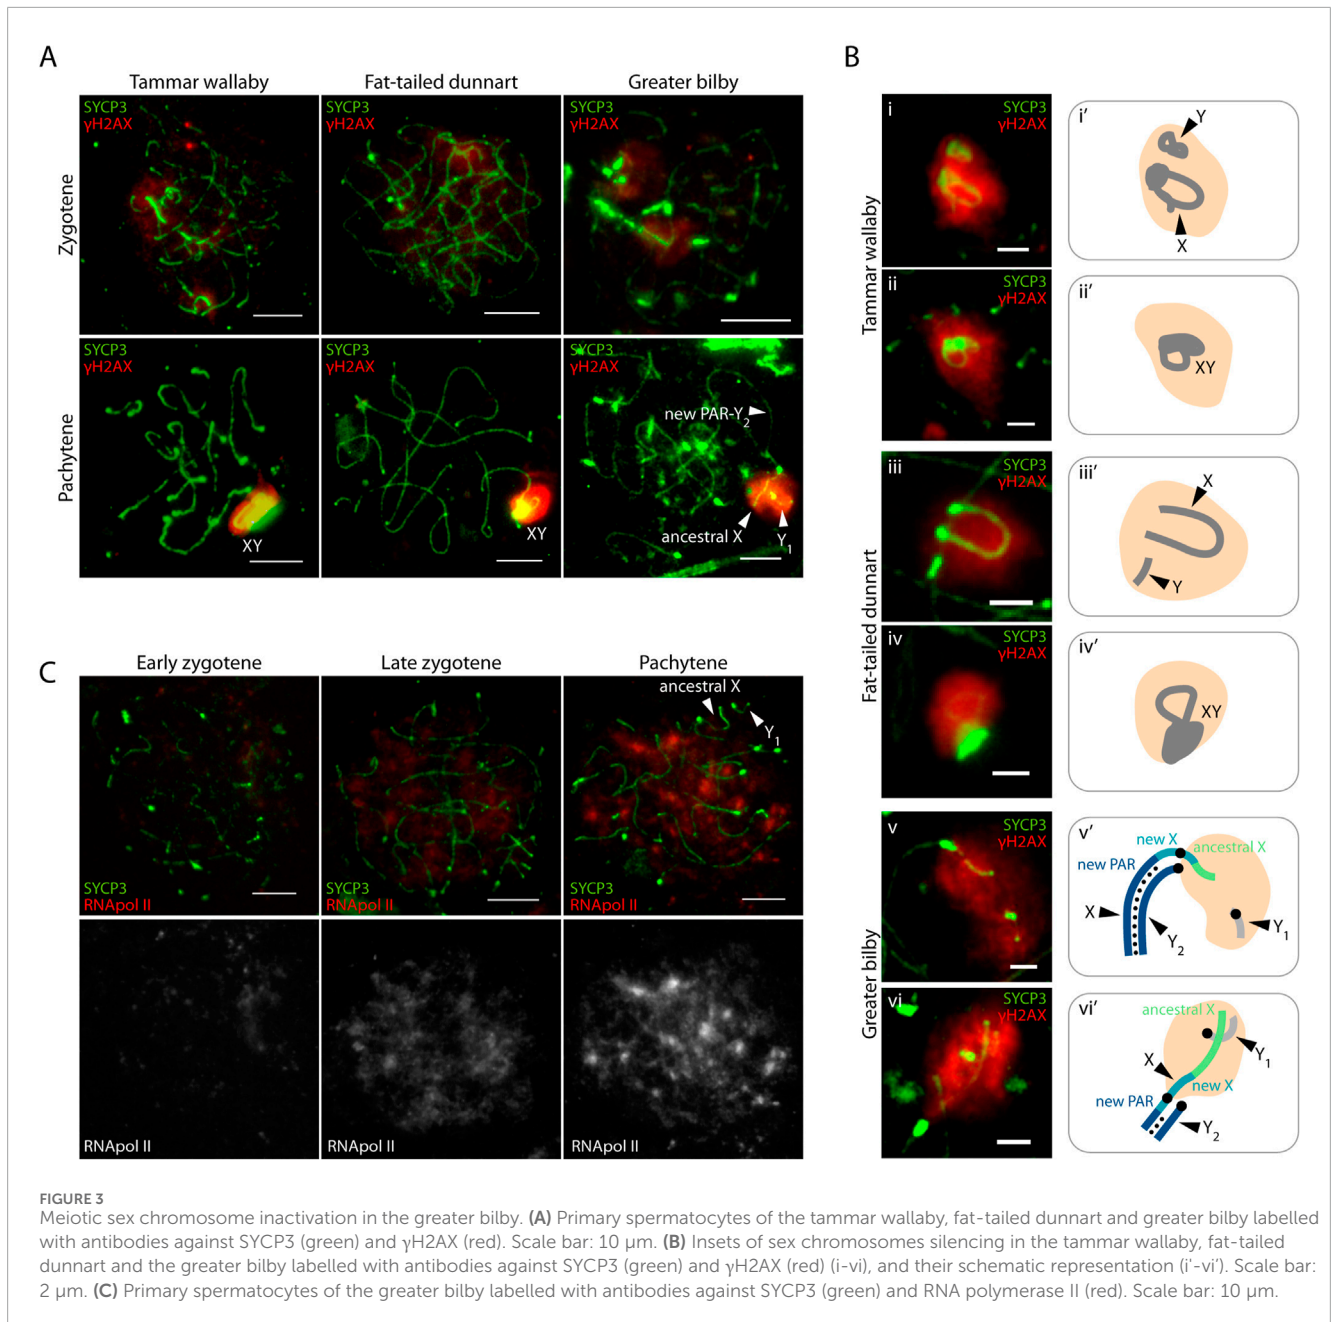 A
Tammar wallaby
Fat-tailed dunnart
Greater bilby
Zygotene
SYCP3
γH2AX
SYCP3
γH2AX
SYCP3
γH2AX
Pachytene
SYCP3
γH2AX
XY
SYCP3
γH2AX
XY
SYCP3
γH2AX
new PAR-Y2
ancestral X
Y1
B
Tammar wallaby
i
SYCP3
γH2AX
i'
Y
X
ii
SYCP3
γH2AX
ii'
XY
Fat-tailed dunnart
iii
SYCP3
γH2AX
iii'
X
Y
iv
SYCP3
γH2AX
iv'
XY
Greater bilby
v
SYCP3
γH2AX
v'
new X
ancestral X
new PAR
X
Y2
Y1
vi
SYCP3
γH2AX
vi'
ancestral X
X
Y1
new X
new PAR
Y2
C
Early zygotene
Late zygotene
Pachytene
SYCP3
RNApol II
SYCP3
RNApol II
ancestral X
Y1
SYCP3
RNApol II
RNApol II
RNApol II
RNApol II
FIGURE 3
Meiotic sex chromosome inactivation in the greater bilby. (A) Primary spermatocytes of the tammar wallaby, fat-tailed dunnart and greater bilby labelled
with antibodies against SYCP3 (green) and γH2AX (red). Scale bar: 10 µm. (B) Insets of sex chromosomes silencing in the tammar wallaby, fat-tailed
dunnart and the greater bilby labelled with antibodies against SYCP3 (green) and γH2AX (red) (i-vi), and their schematic representation (i'-vi'). Scale bar:
2 µm. (C) Primary spermatocytes of the greater bilby labelled with antibodies against SYCP3 (green) and RNA polymerase II (red). Scale bar: 10 µm.